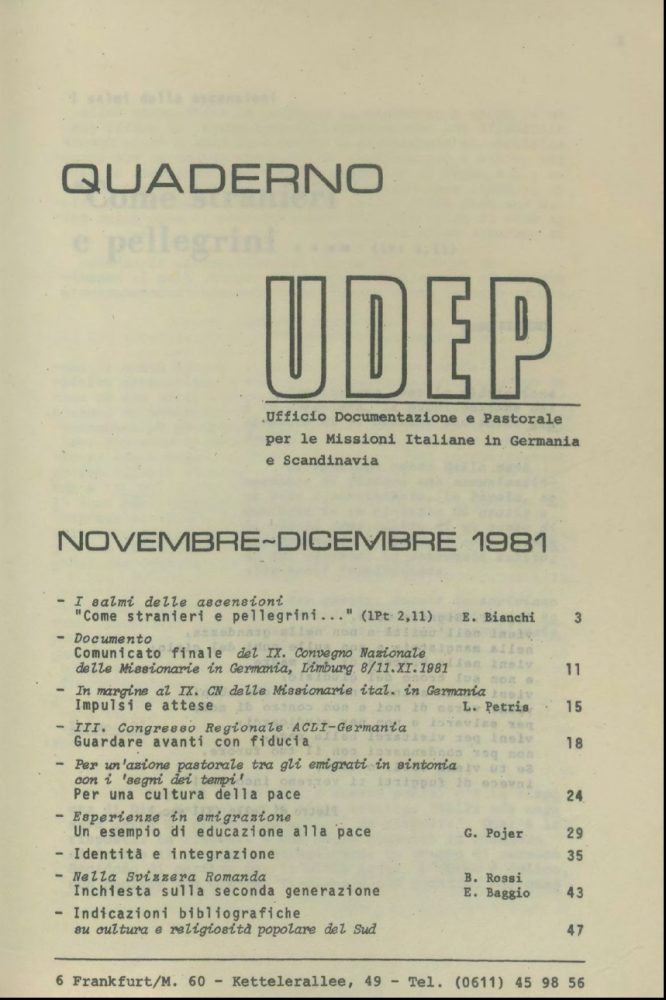 QUADERNO
UDEP
Ufficio Documentazione e Pastorale
per le Missioni Italiane in Germania
e Scandinavia
NOVEMBRE~DICEMBRE 1981
- I salmi delle ascensioni
"Come stranieri e pellegrini..." (1Pt 2,11) E. Bianchi 3
- Documento
Comunicato finale del IX. Convegno Nazionale
delle Missionarie in Germania, Limburg 8/11.XI.1981 11
- In margine al IX. CN delle Missionarie ital. in Germania
Impulsi e attese L. Petris 15
- III. Congresso Regionale ACLI-Germania
Guardare avanti con fiducia 18
- Per un'azione pastorale tra gli emigrati in sintonia
con i 'segni dei tempi'
Per una cultura della pace 24
- Esperienze in emigrazione
Un esempio di educazione alla pace G. Pojer 29
- Identità e integrazione 35
- Nella Svizzera Romanda B. Rossi
Inchiesta sulla seconda generazione E. Baggio 43
- Indicazioni bibliografiche
su cultura e religiosità popolare del Sud 47
6 Frankfurt/M. 60 - Kettelerallee, 49 - Tel. (0611) 45 98 56